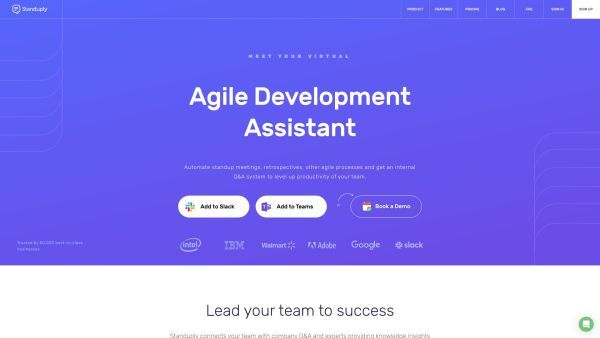 Standuply
PRODUCT
FEATURES
PRICING
BLOG
FAQ
SIGN IN
SIGN UP
MEET YOUR VIRTUAL
Agile Development
Assistant
Automate standup meetings, retrospectives, other agile processes and get an internal
Q&A system to level up productivity of your team.
Add to Slack
Add to Teams
or
Book a Demo
Trusted by 50,000 best-in-class
businesses
intel
IBM
Walmart
Adobe
Google
slack
Lead your team to success
Standuply connects your team with company Q&A and experts providing knowledge insights,